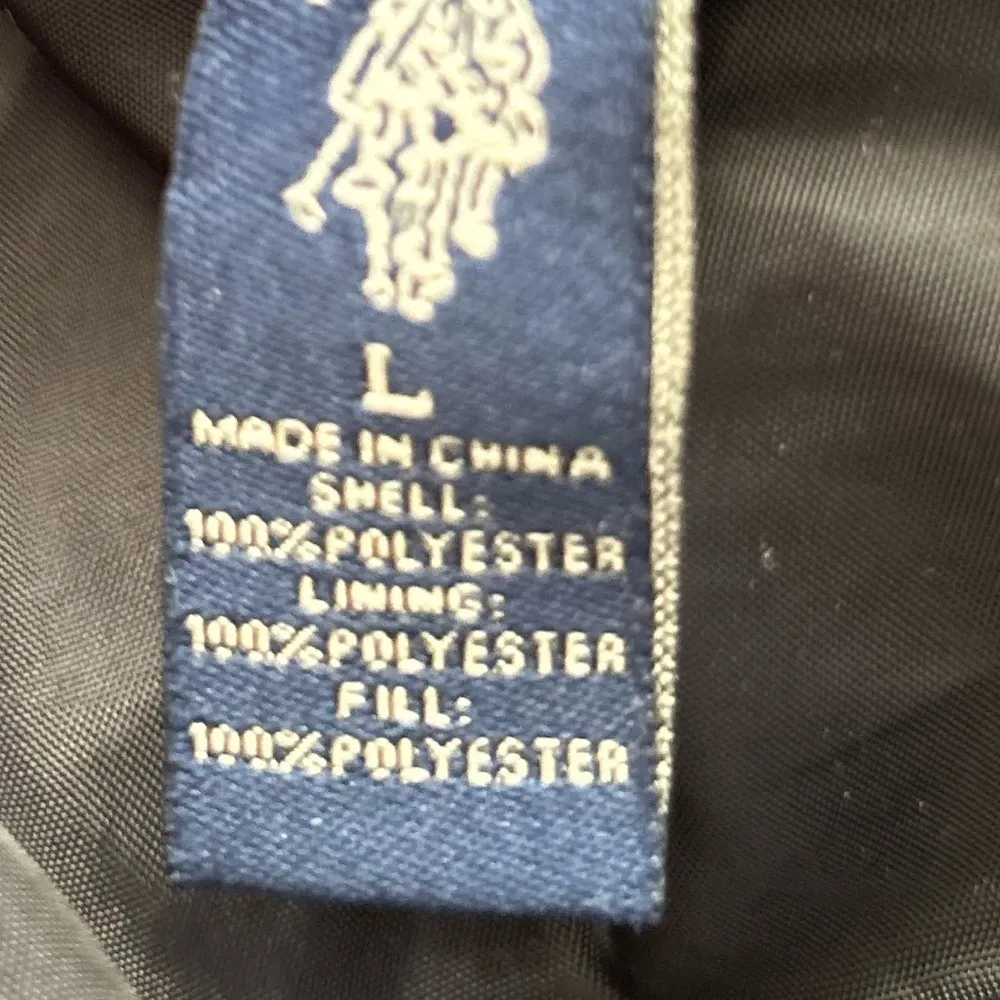 L
MADE IN CHINA
SHELL:
100%POLYESTER
LINING:
100%POLYESTER
FILL:
100%POLYESTER